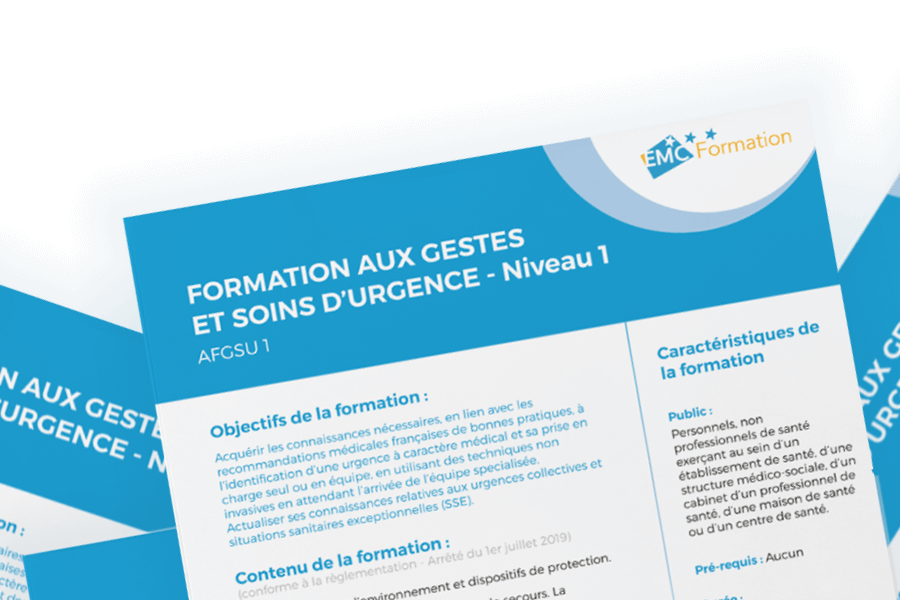 EMC Formation
FORMATION AUX GESTES
ET SOINS D'URGENCE - Niveau 1
AFGSU 1
Objectifs de la formation :
Acquérir les connaissances nécessaires, en lien avec les
recommandations médicales françaises de bonnes pratiques, à
l'identification d'une urgence à caractère médical et sa prise en
charge seul ou en équipe, en utilisant des techniques non
invasives en attendant l'arrivée de l'équipe spécialisée.
Actualiser ses connaissances relatives aux urgences collectives et
situations sanitaires exceptionnelles (SSE).
Contenu de la formation :
(conforme à la règlementation - Arrêté du 1er juillet 2019)
l'environnement et dispositifs de protection.
secours. La
Caractéristiques de
la formation
Public :
Personnels, non
professionnels de santé
exerçant au sein d'un
établissement de santé, d'une
structure médico-sociale, d'un
cabinet d'un professionnel de
santé, d'une maison de santé
ou d'un centre de santé.
Pré-requis : Aucun
N AUX GESTE
URGENCE - N